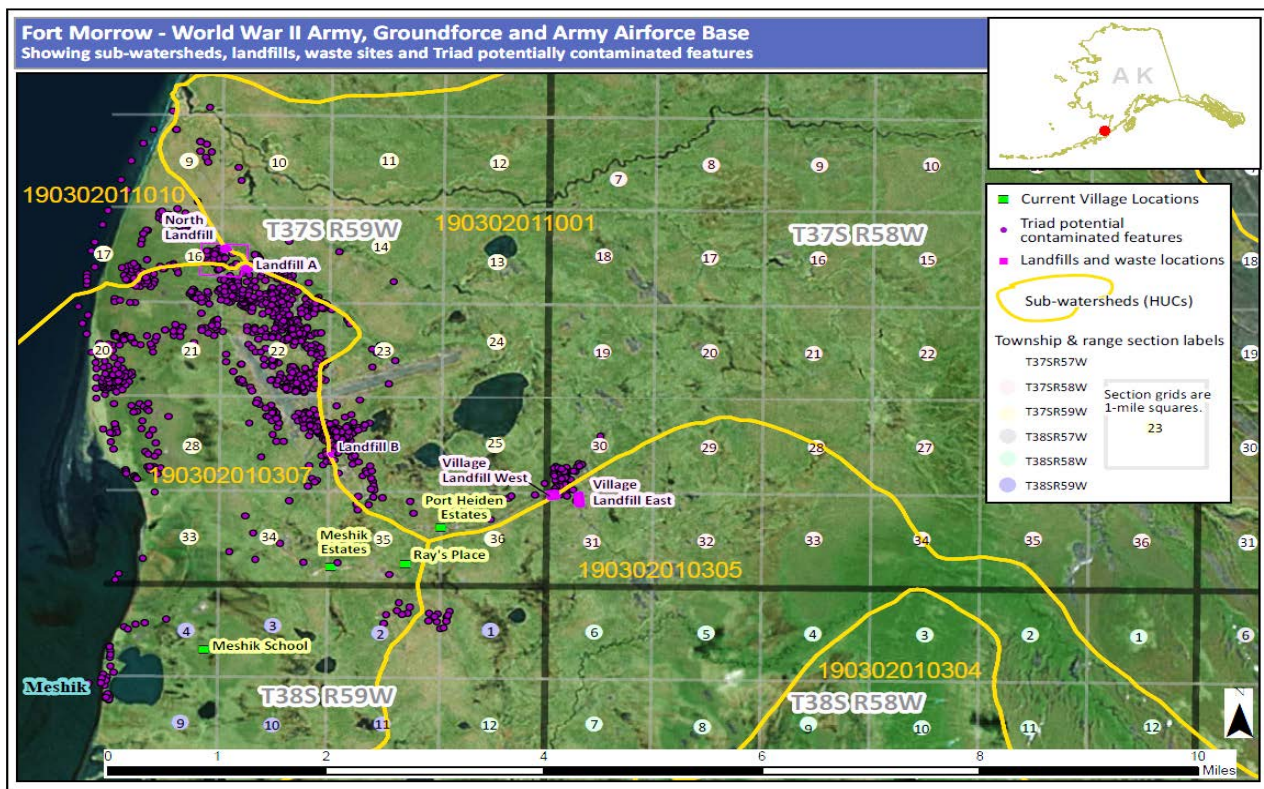 Fort Morrow - World War II Army, Groundforce and Army Airforce Base
Showing sub-watersheds, landfills, waste sites and Triad potentially contaminated features
A K
Current Village Locations
Triad potential
contaminated features
Landfills and waste locations
Sub-watersheds (HUCs)
Township & range section labels
T37SR57W
T37SR58W
T37SR59W
T38SR57W
T38SR58W
T38SR59W
Section grids are
1-mile squares.
23
9 10 11 12 7 8 9 10
190302011010
North
Landfill
T37S R59W
190302011001
T37S R58W
17 16 14 13 18 17 16 15 18
Landfill A
20 21 22 23 24 19 20 21 22 19
28 25 30 29 28 27 30
Landfill B
190302010307
Village
Landfill West
Village
Landfill East
Port Heiden
Estates
33 34 35 36 31 32 33 34 35 36 31
Meshik
Estates
Ray's Place
190302010305
4 3 2 1 6 5 4 3 2 1 6
Meshik School
190302010304
Meshik
T38S R59W
T38S R58W
9 10 11 12 7 8 9 10 11 12
0 2 4 6 8 10
Miles